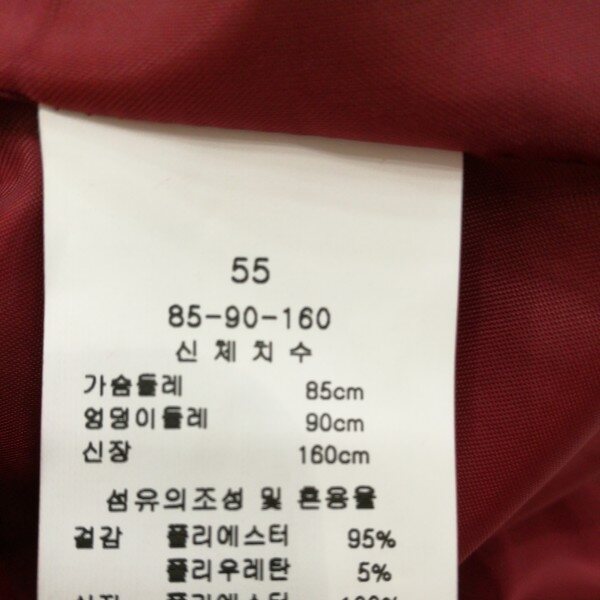 55
85-90-160
신 체 치 수
가슴둘레 85cm
엉덩이둘레 90cm
신장 160cm
섬유의조성 및 혼용율
겉감 폴리에스터 95%
폴리우레탄 5%